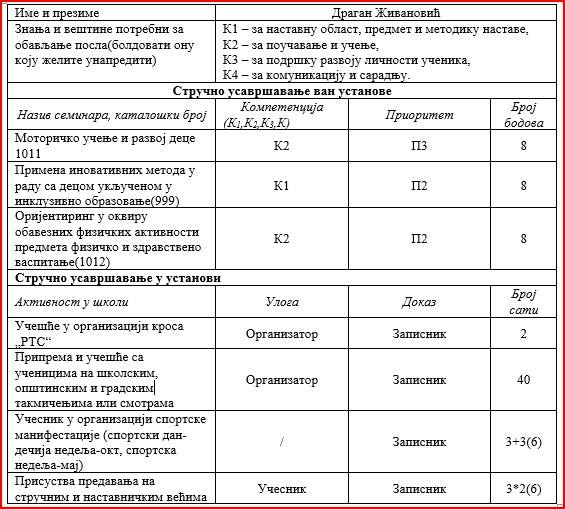 Име и презиме
Драган Живановић
Знања и вештине потребни за
обављање посла(болдовати ону
коју желите унапредити)
К1 – за наставну област, предмет и методику наставе,
К2 – за поучавање и учење,
К3 – за подршку развоју личности ученика,
К4 – за комуникацију и сарадњу.
Стручно усавршавање ван установе
Назив семинара, каталошки број
Компетенција
(К1,К2,К3,К)
Приоритет
Број
бодова
Моторичко учење и развој деце
1011
К2
П3
8
Примена иновативних метода у
раду са децом укљученом у
инклузивно образовање(999)
К1
П2
8
Оријентиринг у оквиру
обавезних физичких активности
предмета физичко и здравствено
васпитање(1012)
К2
П2
8
Стручно усавршавање у установи
Активност у школи
Улога
Доказ
Број
сати
Учешће у организацији кроса
„РТС“
Организатор
Записник
2
Припрема и учешће са
ученицима на школским,
општинским и градским
такмичењима или смотрама
Организатор
Записник
40
Учесник у организацији спортске
манифестације (спортски дан-
дечија недеља-окт, спортска
недеља-мај)
/
Записник
3+3(6)
Присуства предавања на
стручним и наставничким већима
Учесник
Записник
3*2(6)